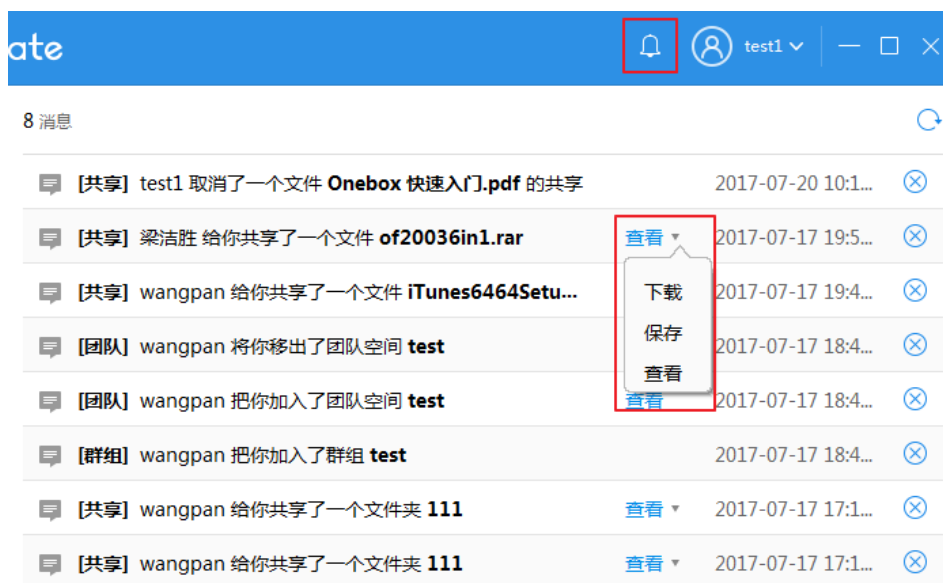 ate test1
8 消息
[共享] test1 取消了一个文件 Onebox 快速入门.pdf 的共享 2017-07-20 10:1...
[共享] 梁洁胜 给你共享了一个文件 of20036in1.rar 查看 2017-07-17 19:5...
[共享] wangpan 给你共享了一个文件 iTunes6464Setu... 下载 2017-07-17 19:4...
保存
[团队] wangpan 将你移出了团队空间 test 2017-07-17 18:4...
查看
[团队] wangpan 把你加入了团队空间 test 查看 2017-07-17 18:4...
[群组] wangpan 把你加入了群组 test 2017-07-17 18:4...
[共享] wangpan 给你共享了一个文件夹 111 查看 2017-07-17 17:1...
[共享] wangpan 给你共享了一个文件夹 111 查看 2017-07-17 17:1...